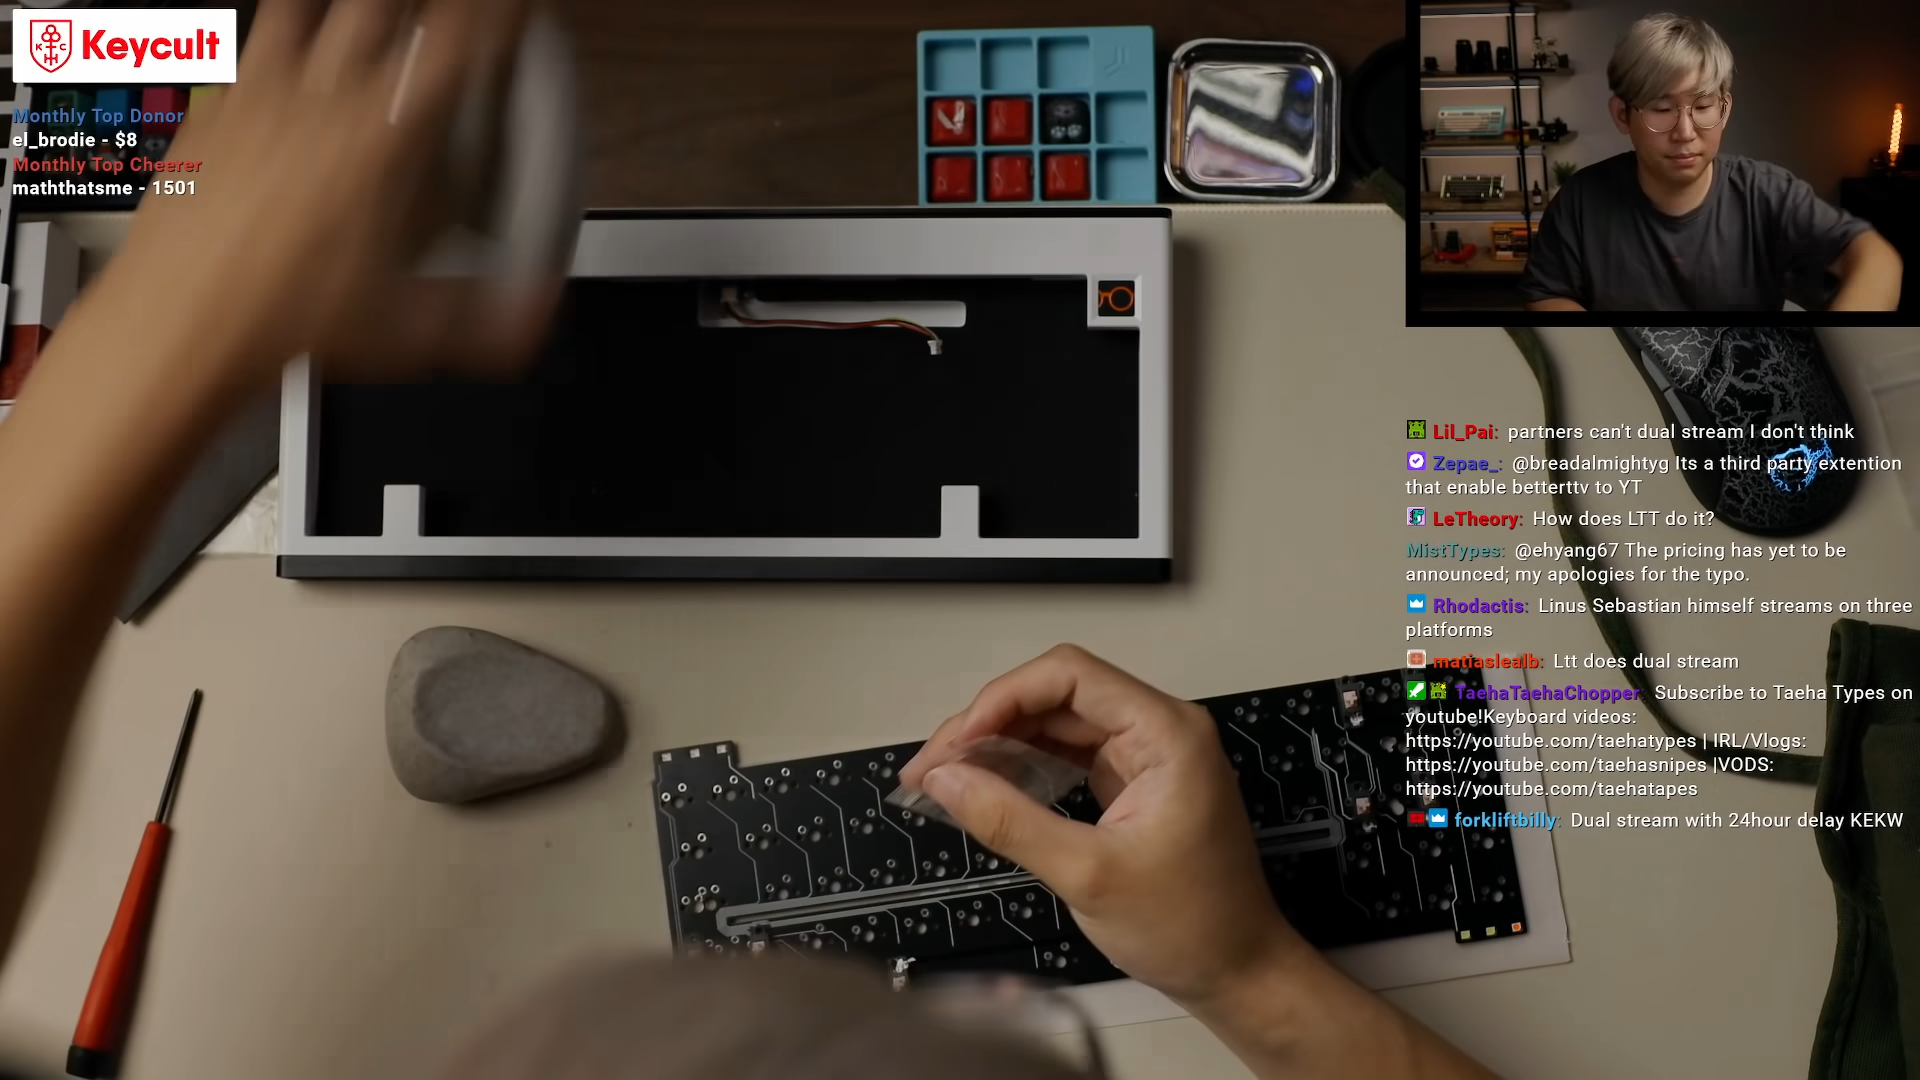 Keycult
Monthly Top Donor
el_brodie - $8
Monthly Top Cheerer
maththatsme - 1501
Lil_Pai: partners can't dual stream I don't think
Zepae_: @breadalmightyg Its a third party extention
that enable betterttv to YT
LeTheory: How does LTT do it?
MistTypes: @ehyang67 The pricing has yet to be
announced; my apologies for the typo.
Rhodactis: Linus Sebastian himself streams on three
platforms
matiaslealb: Ltt does dual stream
TaehaTaehaChopper: Subscribe to Taeha Types on
youtube!Keyboard videos:
https://youtube.com/taehatypes | IRL/Vlogs:
https://youtube.com/taehasnipes |VODS:
https://youtube.com/taehatapes
forkliftbilly: Dual stream with 24hour delay KEKW